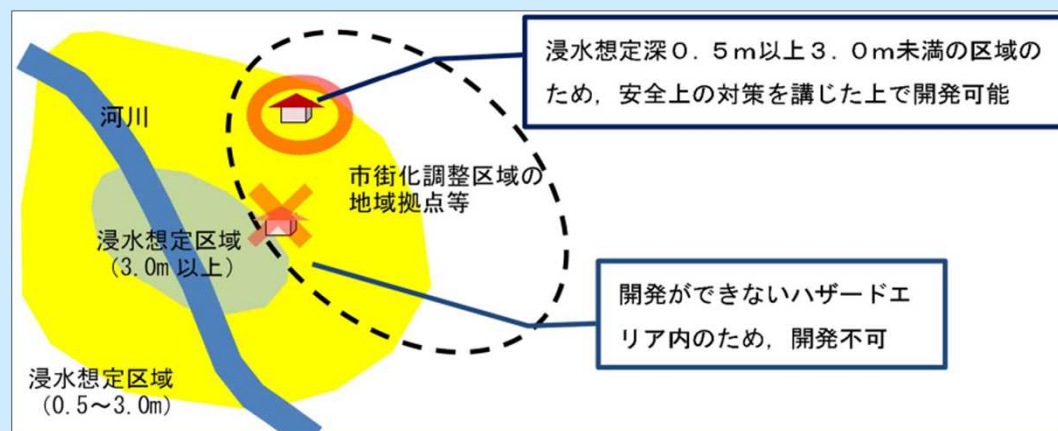 浸水想定深０．５ｍ以上３．０ｍ未満の区域の
ため，安全上の対策を講じた上で開発可能
河川
市街化調整区域の
地域拠点等
浸水想定区域
（3.0m 以上）
開発ができないハザードエ
リア内のため，開発不可
浸水想定区域
（0.5～3.0m）